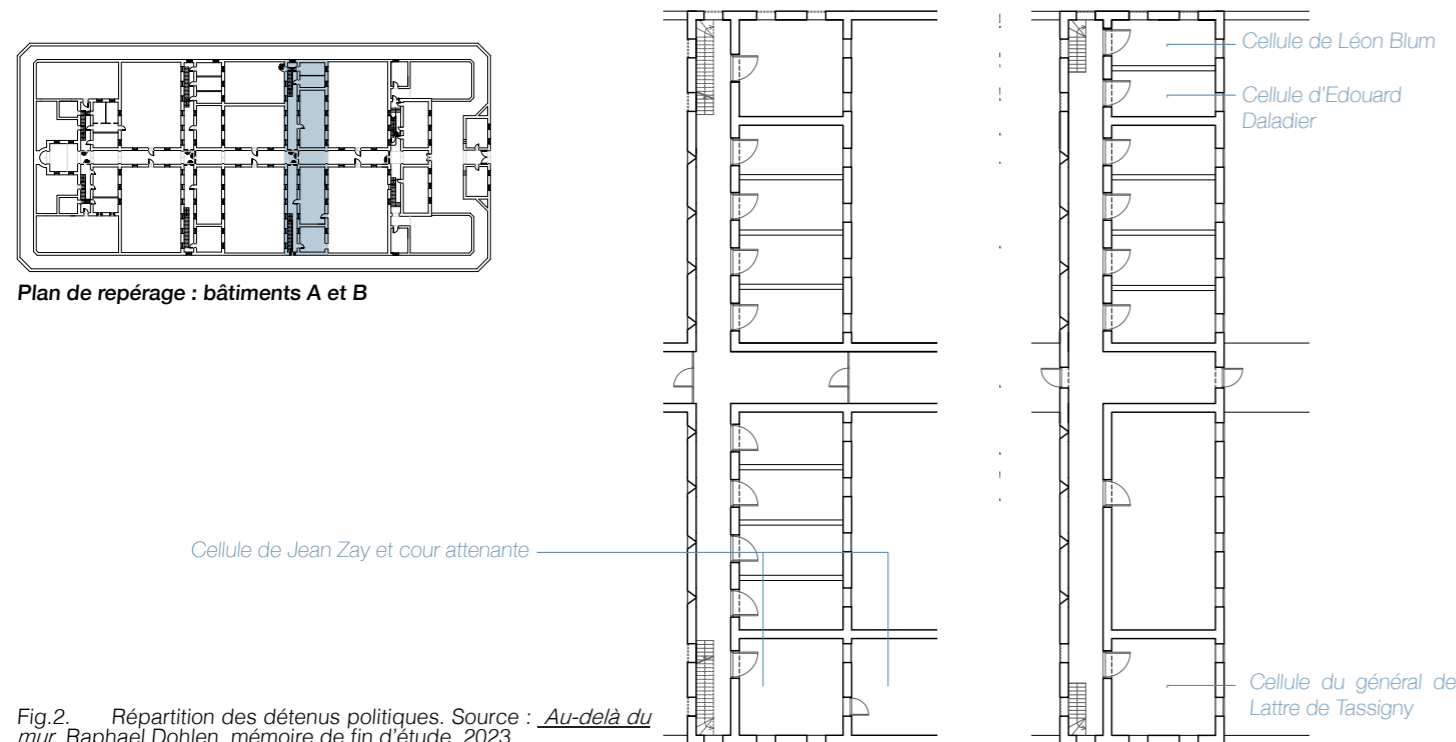 Cellule de Léon Blum
Cellule d'Edouard
Daladier
Plan de repérage : bâtiments A et B
Cellule de Jean Zay et cour attenante
Cellule du général de
Lattre de Tassigny
Fig.2. Répartition des détenus politiques. Source : Au-delà du
mur, Raphael Dohlen, mémoire de fin d'étude, 2023